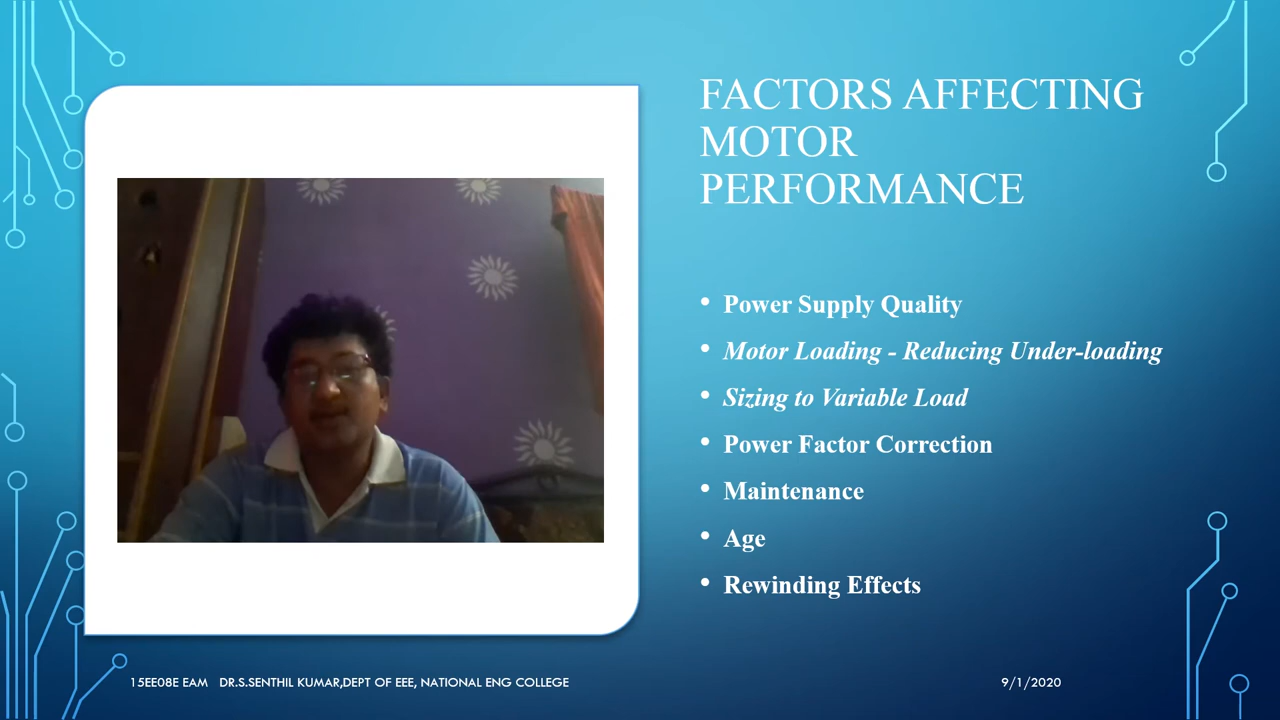 FACTORS AFFECTING
MOTOR
PERFORMANCE
• Power Supply Quality
• Motor Loading - Reducing Under-loading
• Sizing to Variable Load
• Power Factor Correction
• Maintenance
• Age
• Rewinding Effects
15EE08E EAM DR.S.SENTHIL KUMAR,DEPT OF EEE, NATIONAL ENG COLLEGE
9/1/2020